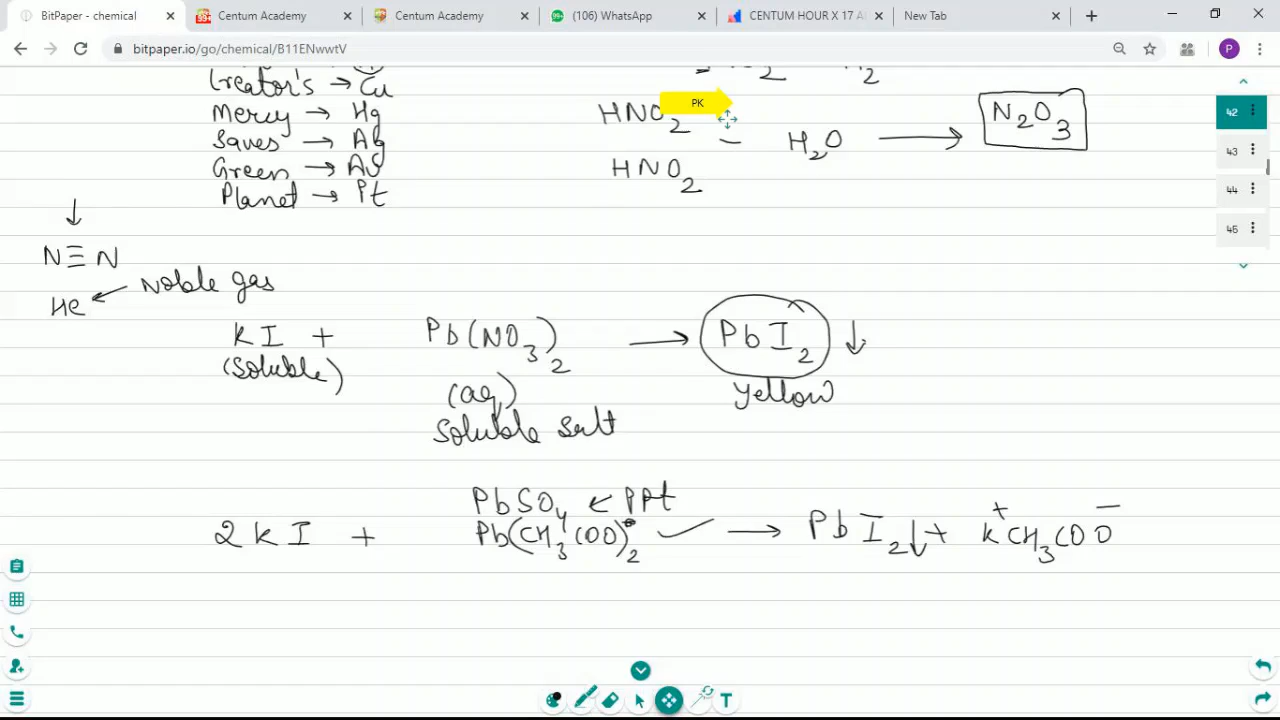 BitPaper - chemical
Centum Academy
Centum Academy
(106) WhatsApp
CENTUM HOUR X 17 A
New Tab
bitpaper.io/go/chemical/B11ENwwtV
P
Creator's → Cu
Mercy → Hg
Saves → Ag
Green → Au
Planet → Pt
PK
HNO2
HNO2
– H2O → N2O3
42
43
44
45
↓
N≡N
He ← Noble gas
KI + Pb(NO3)2 → PbI2 ↓
(Soluble) (aq) Yellow
Soluble Salt
PbSO4 ← PPt
2KI + Pb(CH3COO)2 → PbI2↓ + K+CH3COO–
T